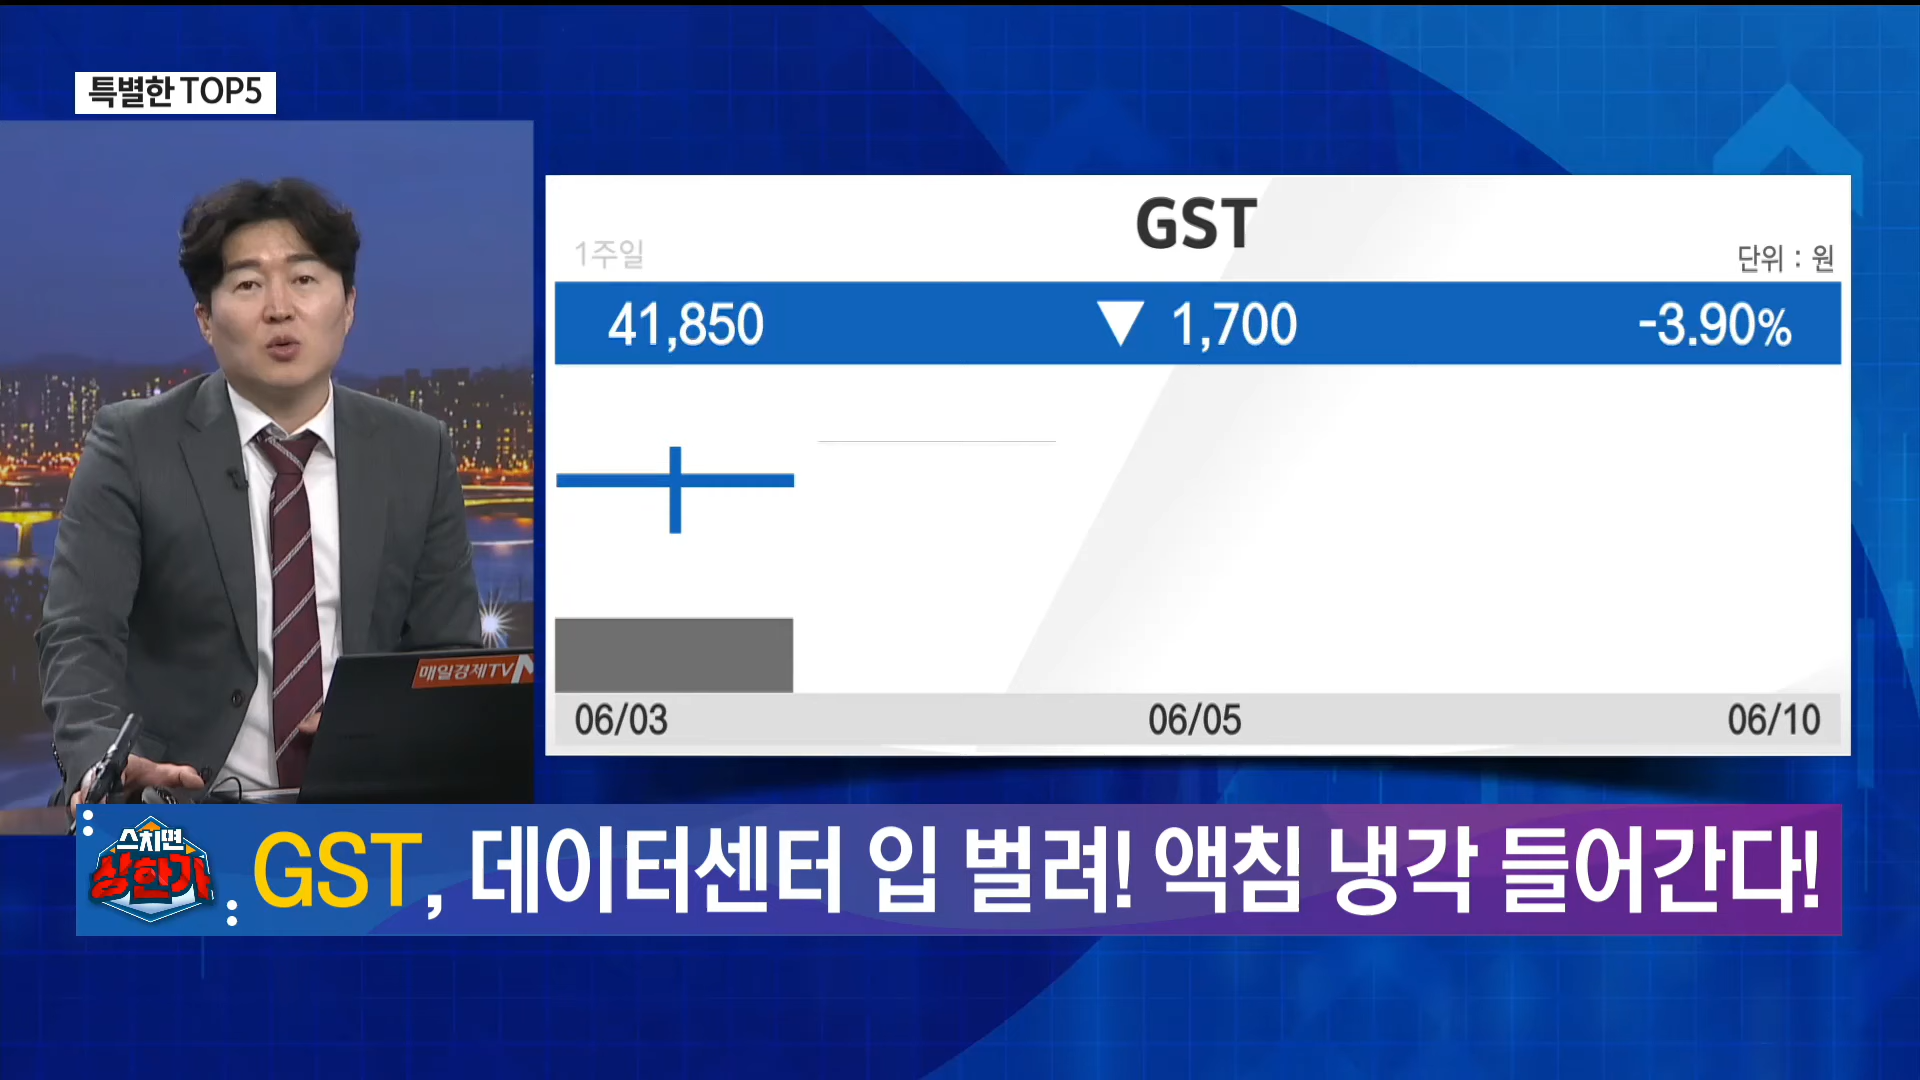 특별한 TOP5
GST
1주일
단위 : 원
41,850 ▼ 1,700 -3.90%
매일경제TV
06/03 06/05 06/10
스치면
상한가
GST, 데이터센터 입 벌려! 액침 냉각 들어간다!